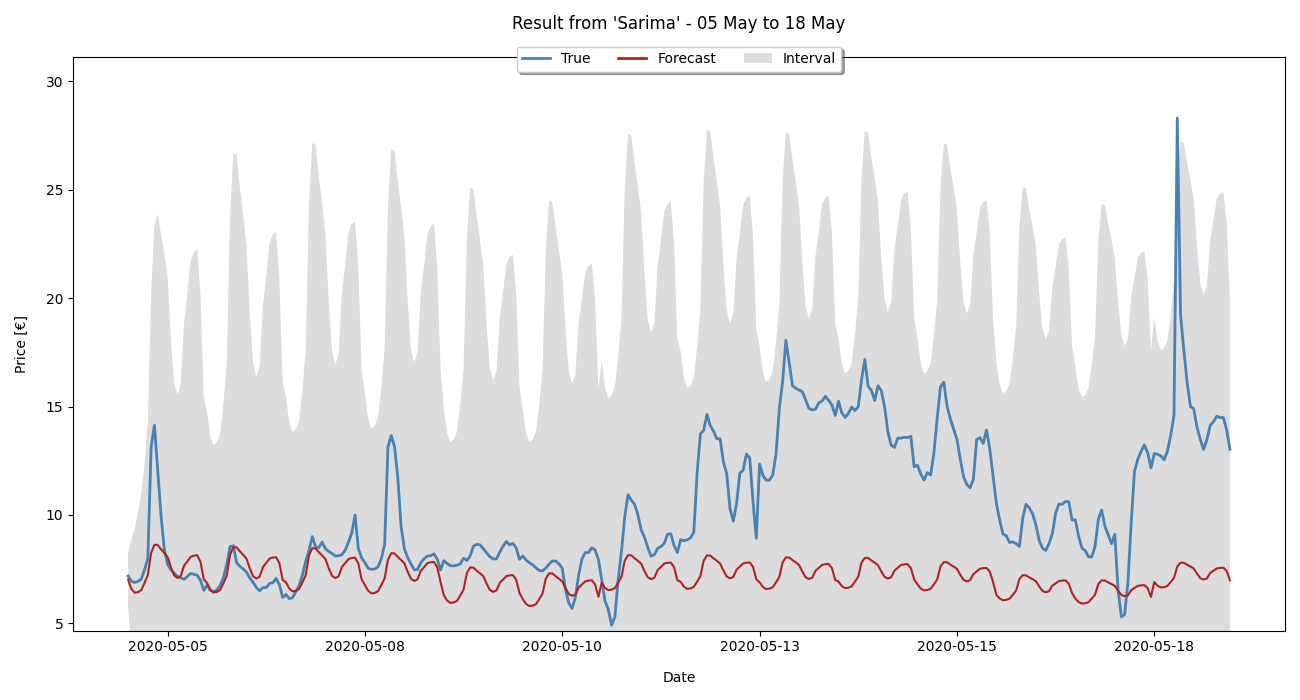 Result from 'Sarima' - 05 May to 18 May
True Forecast Interval
30
25
20
15
10
5
Price [€]
2020-05-05 2020-05-08 2020-05-10 2020-05-13 2020-05-15 2020-05-18
Date